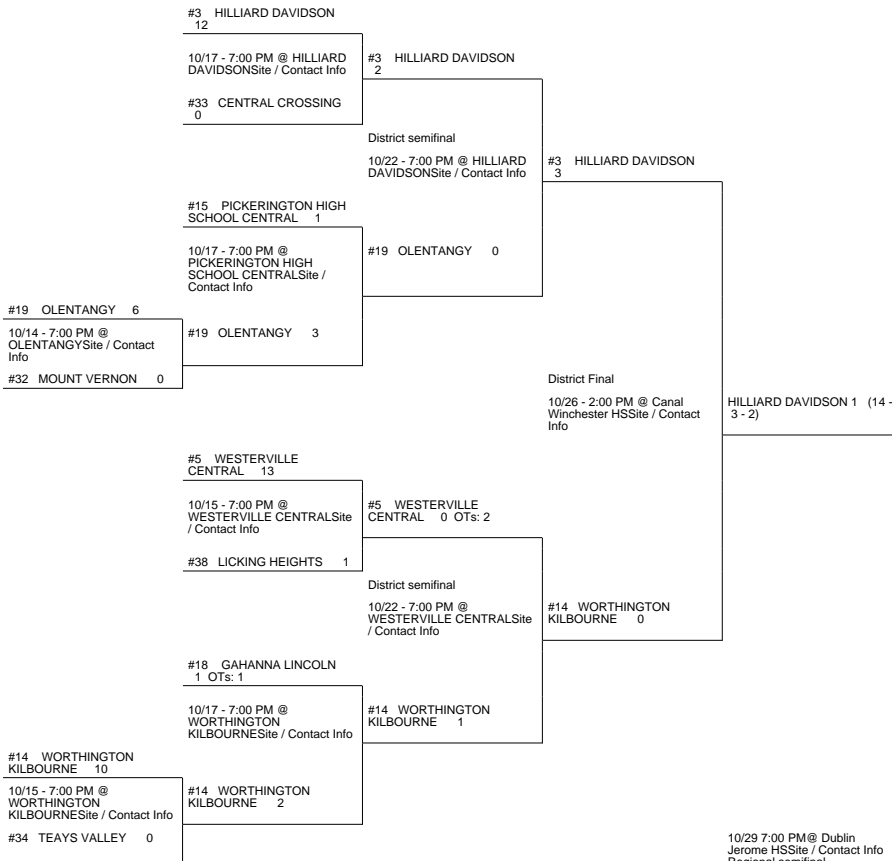 #3 HILLIARD DAVIDSON
12
10/17 - 7:00 PM @ HILLIARD
DAVIDSONSite / Contact Info
#33 CENTRAL CROSSING
0
#3 HILLIARD DAVIDSON
2
District semifinal
10/22 - 7:00 PM @ HILLIARD
DAVIDSONSite / Contact Info
#3 HILLIARD DAVIDSON
3
#15 PICKERINGTON HIGH
SCHOOL CENTRAL 1
10/17 - 7:00 PM @
PICKERINGTON HIGH
SCHOOL CENTRALSite /
Contact Info
#19 OLENTANGY 0
#19 OLENTANGY 6
10/14 - 7:00 PM @
OLENTANGYSite / Contact
Info
#32 MOUNT VERNON 0
#19 OLENTANGY 3
District Final
10/26 - 2:00 PM @ Canal
Winchester HSSite / Contact
Info
HILLIARD DAVIDSON 1 (14 -
3 - 2)
#5 WESTERVILLE
CENTRAL 13
10/15 - 7:00 PM @
WESTERVILLE CENTRALSite
/ Contact Info
#38 LICKING HEIGHTS 1
#5 WESTERVILLE
CENTRAL 0 OTs: 2
District semifinal
10/22 - 7:00 PM @
WESTERVILLE CENTRALSite
/ Contact Info
#14 WORTHINGTON
KILBOURNE 0
#18 GAHANNA LINCOLN
1 OTs: 1
10/17 - 7:00 PM @
WORTHINGTON
KILBOURNESite / Contact Info
#14 WORTHINGTON
KILBOURNE 1
#14 WORTHINGTON
KILBOURNE 10
10/15 - 7:00 PM @
WORTHINGTON
KILBOURNESite / Contact Info
#34 TEAYS VALLEY 0
#14 WORTHINGTON
KILBOURNE 2
10/29 7:00 PM@ Dublin
Jerome HSSite / Contact Info
Regional semifinal